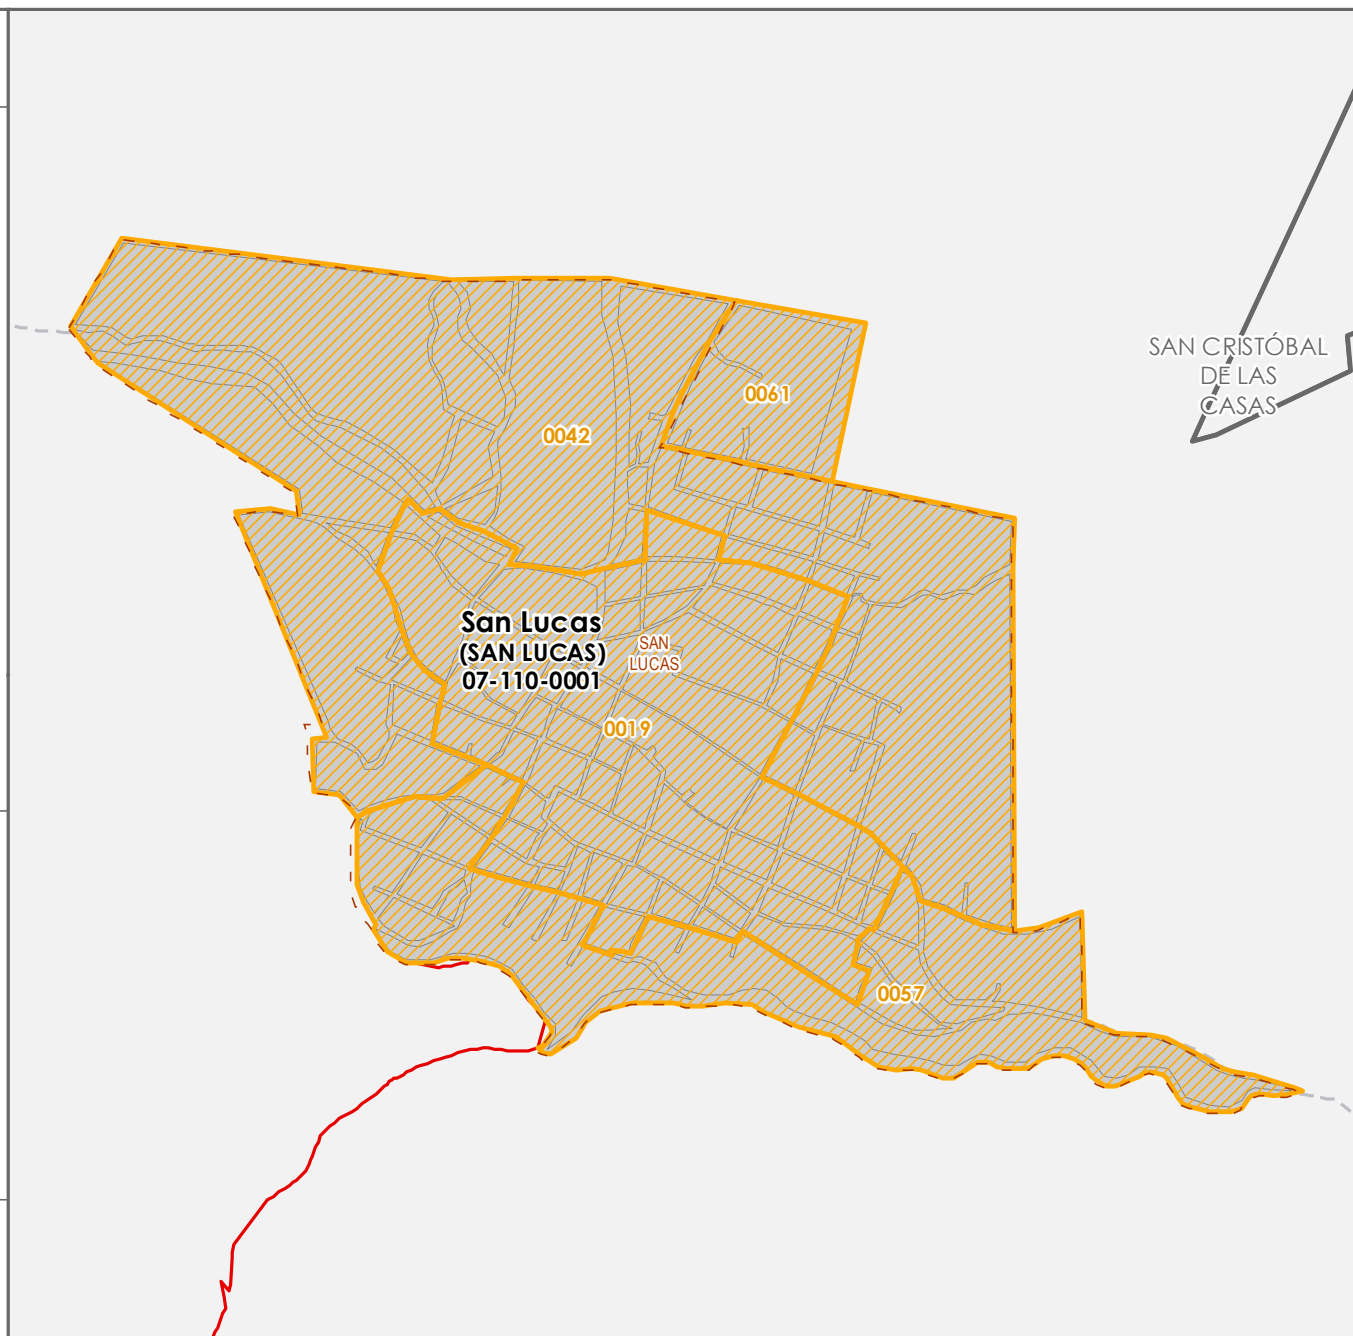 SAN CRISTÓBAL
DE LAS
CASAS
0061
0042
San Lucas
(SAN LUCAS)
07-110-0001
SAN
LUCAS
0019
0057